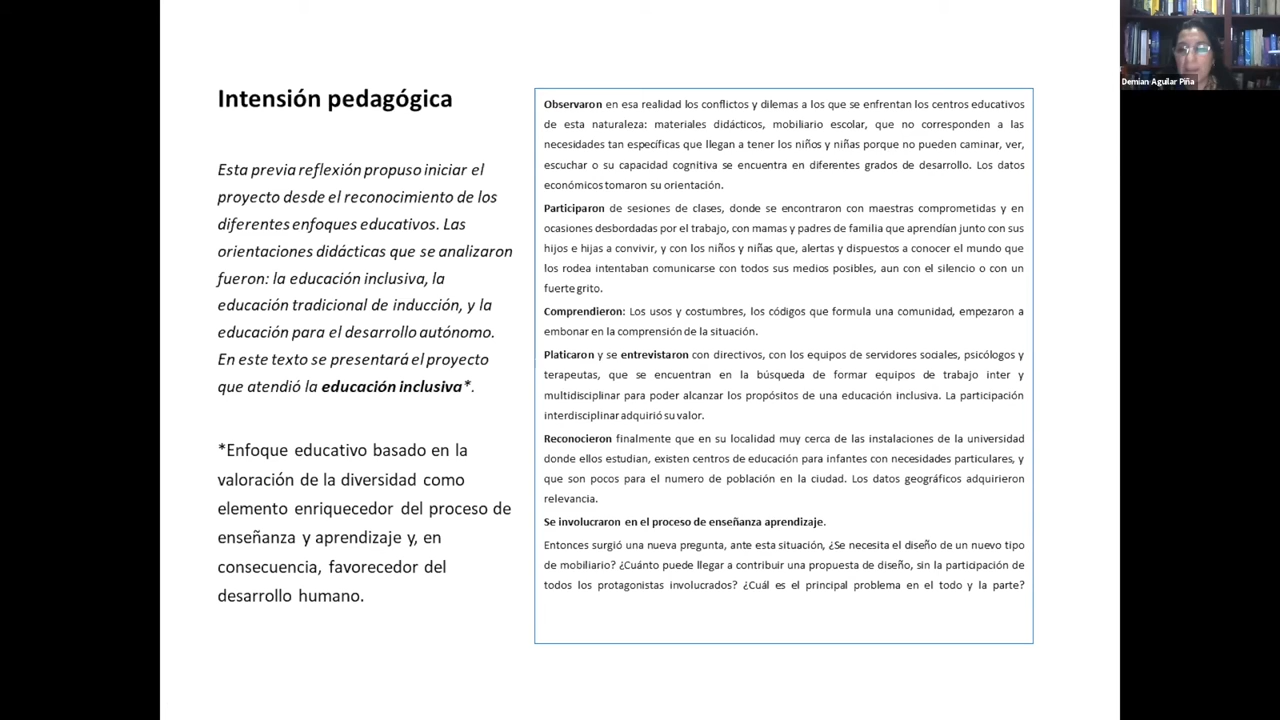 Intensión pedagógica
Esta previa reflexión propuso iniciar el
proyecto desde el reconocimiento de los
diferentes enfoques educativos. Las
orientaciones didácticas que se analizaron
fueron: la educación inclusiva, la
educación tradicional de inducción, y la
educación para el desarrollo autónomo.
En este texto se presentará el proyecto
que atendió la educación inclusiva*.
*Enfoque educativo basado en la
valoración de la diversidad como
elemento enriquecedor del proceso de
enseñanza y aprendizaje y, en
consecuencia, favorecedor del
desarrollo humano.
Observaron en esa realidad los conflictos y dilemas a los que se enfrentan los centros educativos
de esta naturaleza: materiales didácticos, mobiliario escolar, que no corresponden a las
necesidades tan específicas que llegan a tener los niños y niñas porque no pueden caminar, ver,
escuchar o su capacidad cognitiva se encuentra en diferentes grados de desarrollo. Los datos
económicos tomaron su orientación.
Participaron de sesiones de clases, donde se encontraron con maestras comprometidas y en
ocasiones desbordadas por el trabajo, con mamas y padres de familia que aprendían junto con sus
hijos e hijas a convivir, y con los niños y niñas que, alertas y dispuestos a conocer el mundo que
los rodea intentaban comunicarse con todos sus medios posibles, aun con el silencio o con un
fuerte grito.
Comprendieron: Los usos y costumbres, los códigos que formula una comunidad, empezaron a
embonar en la comprensión de la situación.
Platicaron y se entrevistaron con directivos, con los equipos de servidores sociales, psicólogos y
terapeutas, que se encuentran en la búsqueda de formar equipos de trabajo inter y
multidisciplinar para poder alcanzar los propósitos de una educación inclusiva. La participación
interdisciplinar adquirió su valor.
Reconocieron finalmente que en su localidad muy cerca de las instalaciones de la universidad
donde ellos estudian, existen centros de educación para infantes con necesidades particulares, y
que son pocos para el numero de población en la ciudad. Los datos geográficos adquirieron
relevancia.
Se involucraron en el proceso de enseñanza aprendizaje.
Entonces surgió una nueva pregunta, ante esta situación, ¿Se necesita el diseño de un nuevo tipo
de mobiliario? ¿Cuánto puede llegar a contribuir una propuesta de diseño, sin la participación de
todos los protagonistas involucrados? ¿Cuál es el principal problema en el todo y la parte?
Demian Aguilar Piña